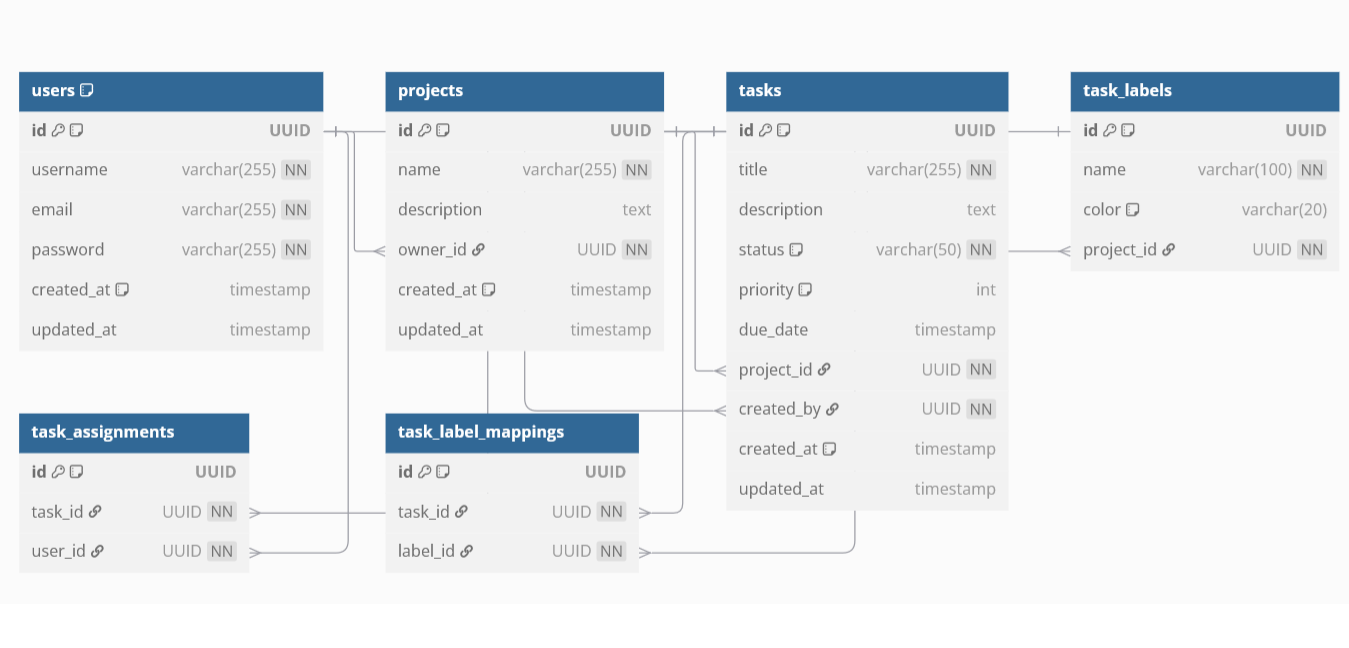 users
id UUID
username varchar(255) NN
email varchar(255) NN
password varchar(255) NN
created_at timestamp
updated_at timestamp
projects
id UUID
name varchar(255) NN
description text
owner_id UUID NN
created_at timestamp
updated_at timestamp
tasks
id UUID
title varchar(255) NN
description text
status varchar(50) NN
priority int
due_date timestamp
project_id UUID NN
created_by UUID NN
created_at timestamp
updated_at timestamp
task_labels
id UUID
name varchar(100) NN
color varchar(20)
project_id UUID NN
task_assignments
id UUID
task_id UUID NN
user_id UUID NN
task_label_mappings
id UUID
task_id UUID NN
label_id UUID NN